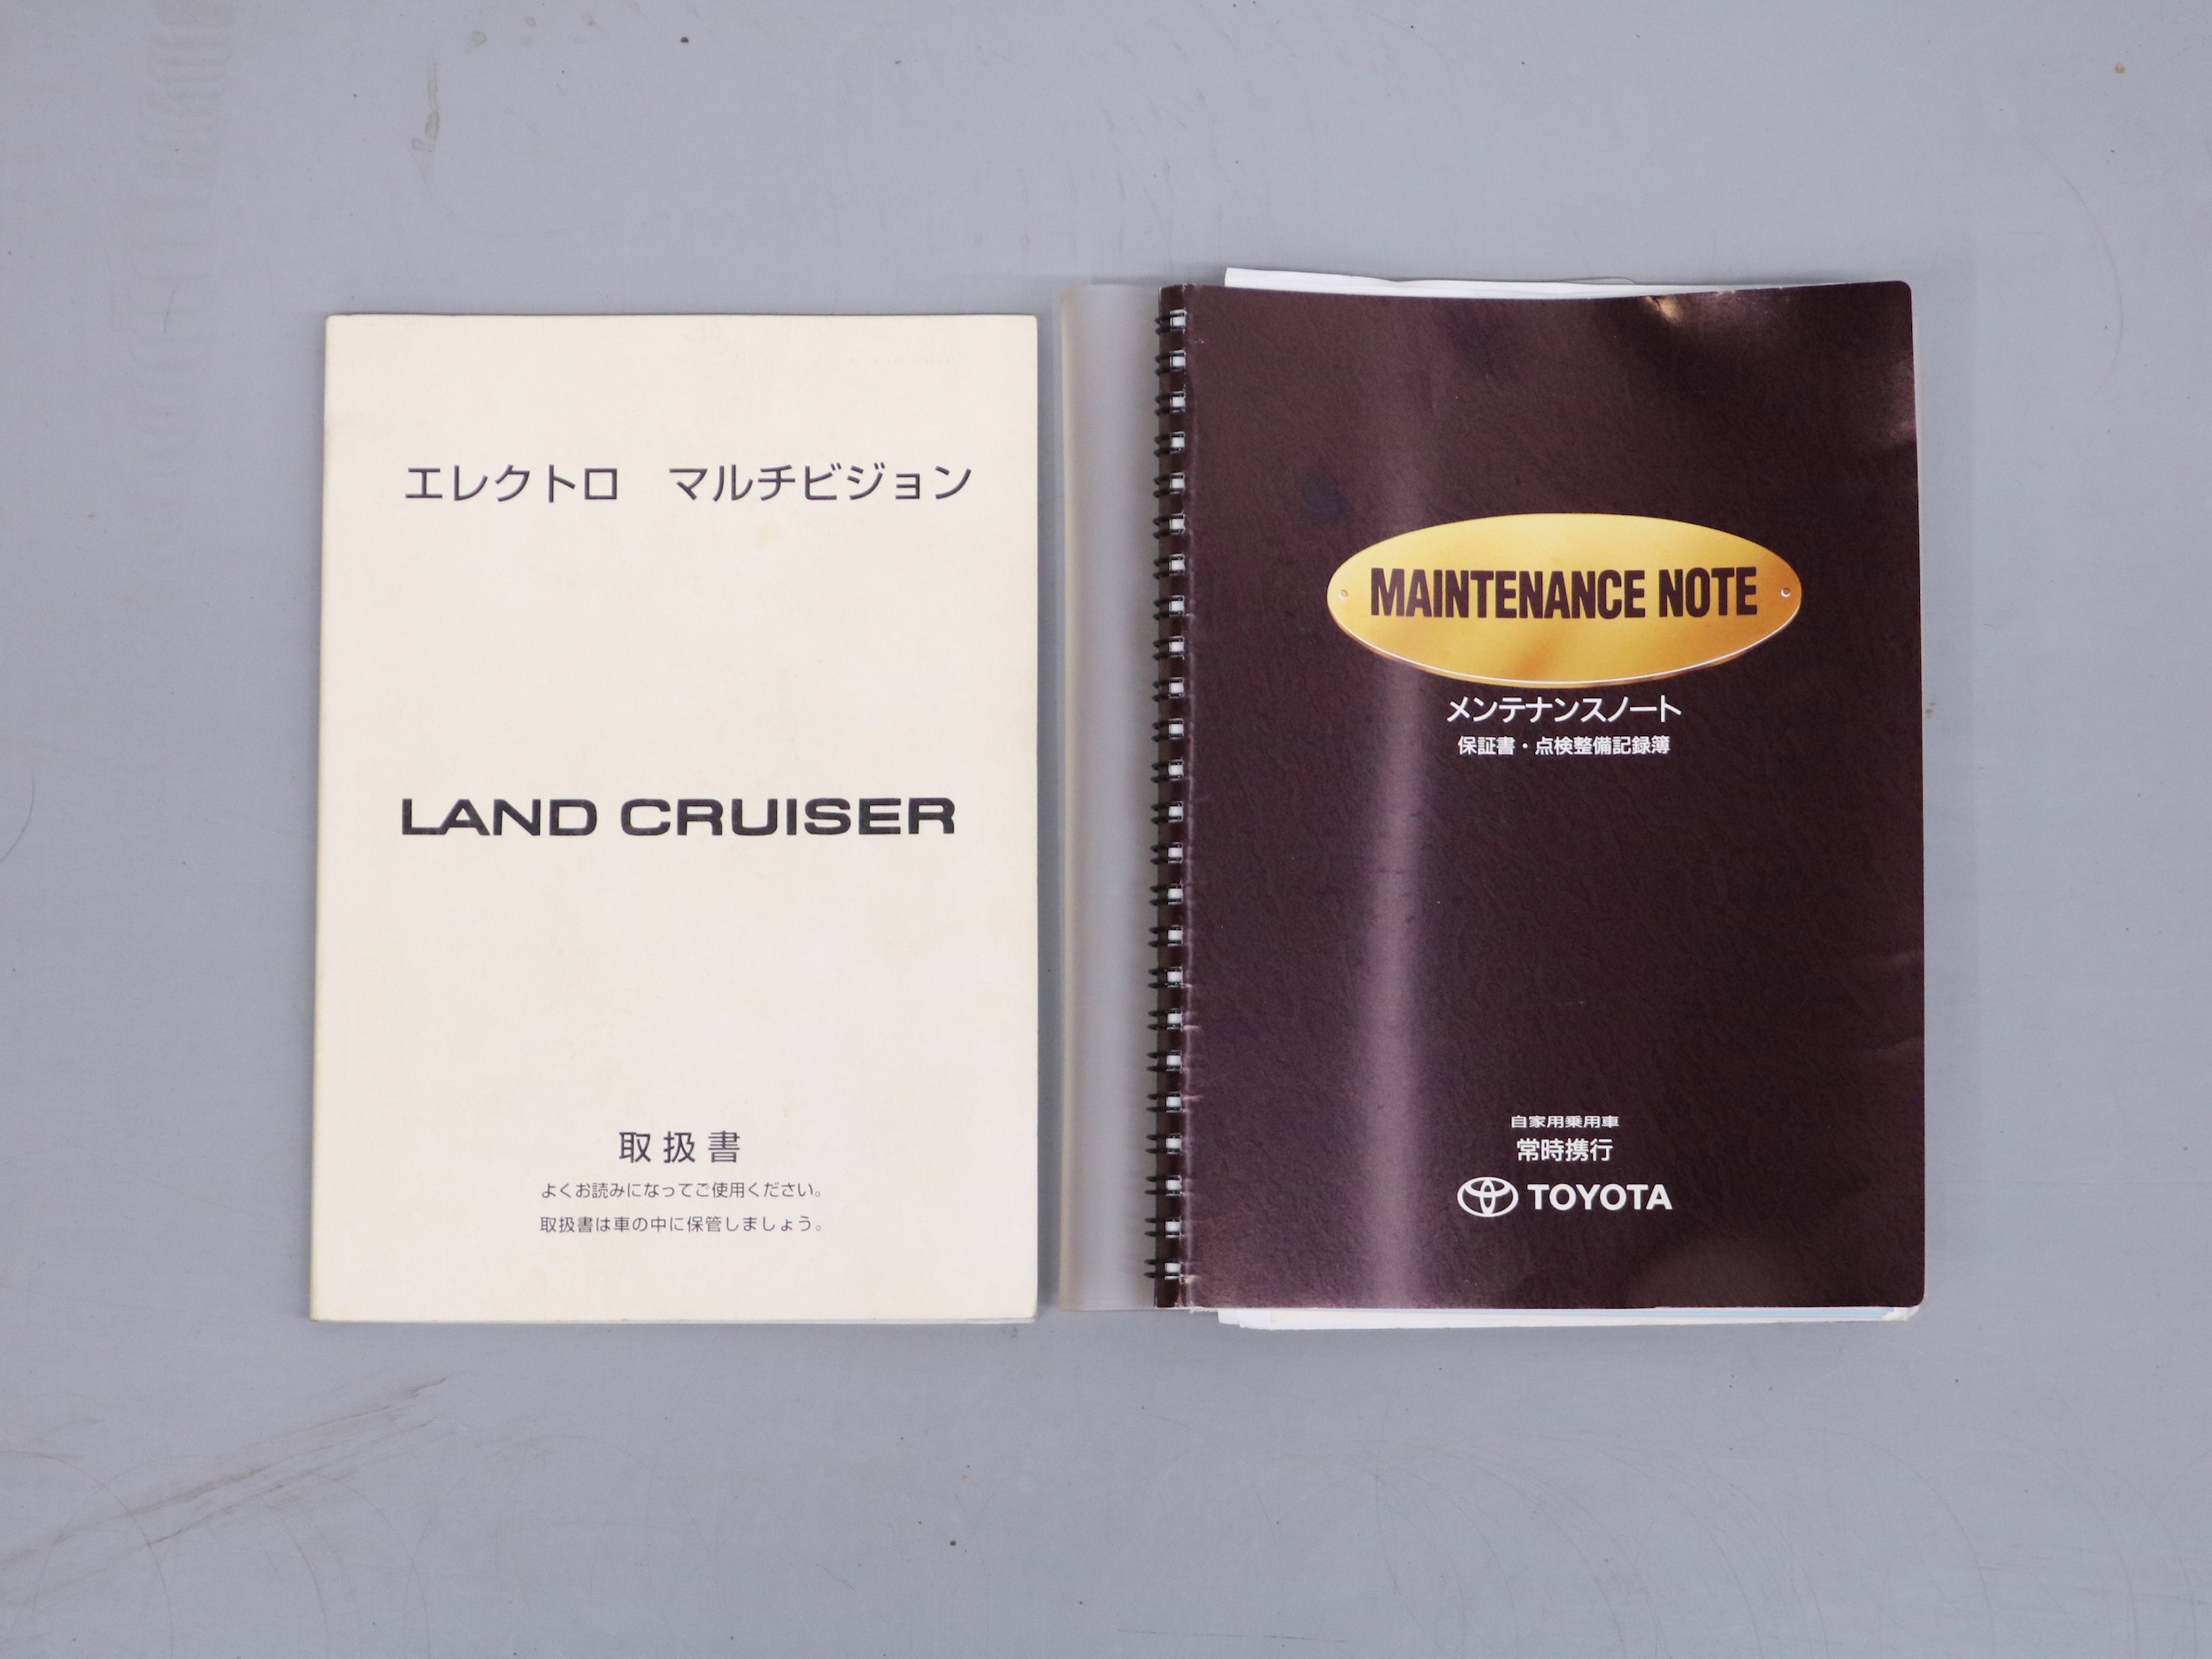 エレクトロ　マルチビジョン
LAND CRUISER
取扱書
よくお読みになってご使用ください。
取扱書は車の中に保管しましょう。
MAINTENANCE NOTE
メンテナンスノート
保証書・点検整備記録簿
自家用乗用車
常時携行
TOYOTA